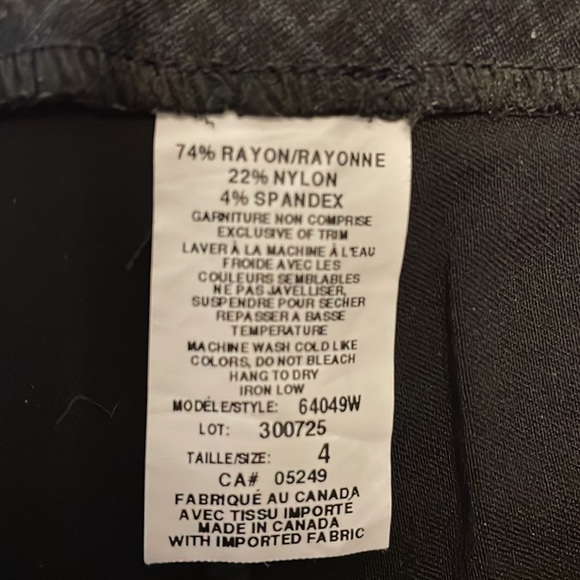 74% RAYON/RAYONNE
22% NYLON
4% SPANDEX
GARNITURE NON COMPRISE
EXCLUSIVE OF TRIM
LAVER À LA MACHINE À L'EAU
FROIDE AVEC LES
COULEURS SEMBLABLES
NE PAS JAVELLISER,
SUSPENDRE POUR SECHER
REPASSER A BASSE
TEMPERATURE
MACHINE WASH COLD LIKE
COLORS, DO NOT BLEACH
HANG TO DRY
IRON LOW
MODÉLE/STYLE: 64049W
LOT: 300725
TAILLE/SIZE: 4
CA# 05249
FABRIQUÉ AU CANADA
AVEC TISSU IMPORTE
MADE IN CANADA
WITH IMPORTED FABRIC